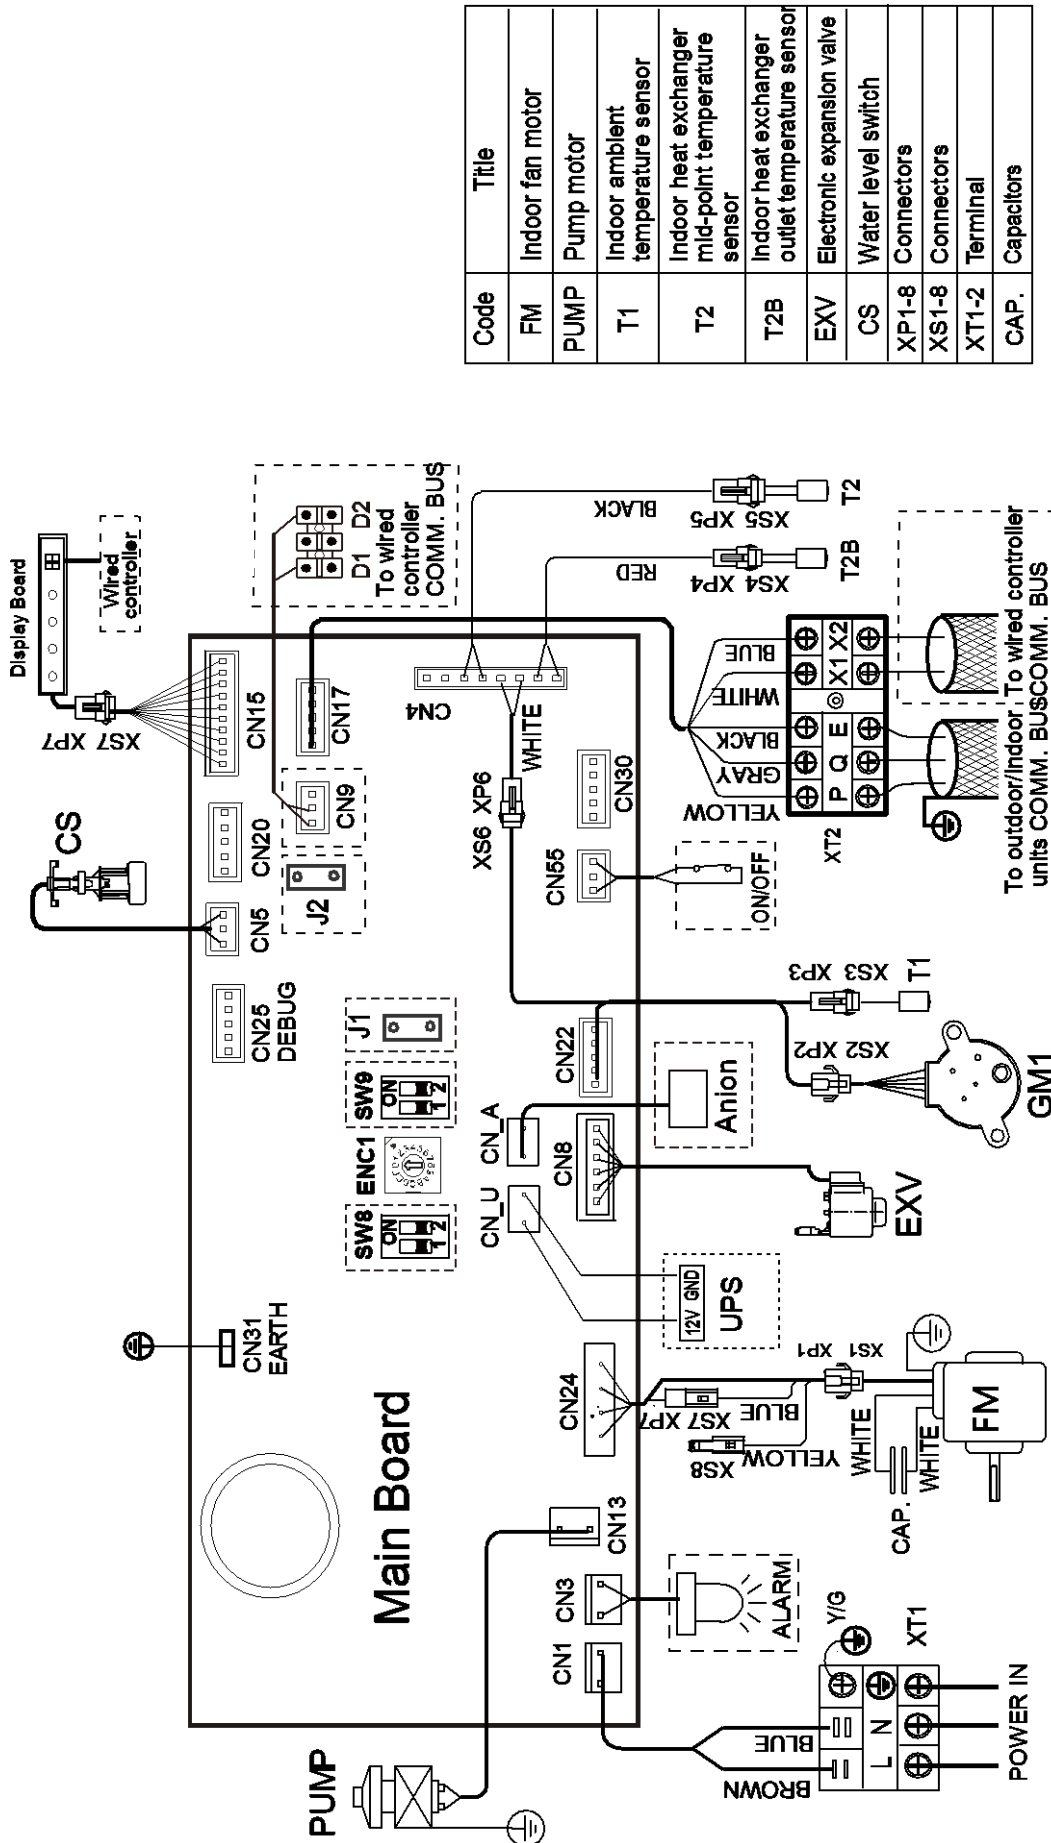 Display Board
XP7
XS7
Wired
controller
CS
CN5
CN20
CN15
CN25
DEBUG
J2
CN9
CN17
D1 D2
To wired
controller
COMM. BUS
CN31
EARTH
SW8
ON
1 2
ENC1
SW9
ON
1 2
J1
CN4
Main Board
PUMP
CN_U
CN_A
XS6 XP6
WHITE
BLACK
RED
CN1
CN3
CN13
CN24
CN8
CN22
CN55
CN30
12V GND
UPS
Anion
ON/OFF
ALARM
XP7 XS7
BLUE
XS8
YELLOW
XP1 XS1
WHITE
WHITE
CAP.
FM
EXV
XP2 XS2
GM1
XP3 XS3
T1
XP4 XS4
T2B
XP5 XS5
T2
YELLOW
GRAY
BLACK
WHITE
BLUE
P Q E X1 X2
XT2
To outdoor/Indoor
units COMM. BUS
To wired controller
COMM. BUS
BROWN
BLUE
Y/G
L N
XT1
POWER IN
Code Title
FM Indoor fan motor
PUMP Pump motor
T1 Indoor ambient
temperature sensor
T2 Indoor heat exchanger
mid-point temperature
sensor
T2B Indoor heat exchanger
outlet temperature sensor
EXV Electronic expansion valve
CS Water level switch
XP1-8 Connectors
XS1-8 Connectors
XT1-2 Terminal
CAP. Capacitors